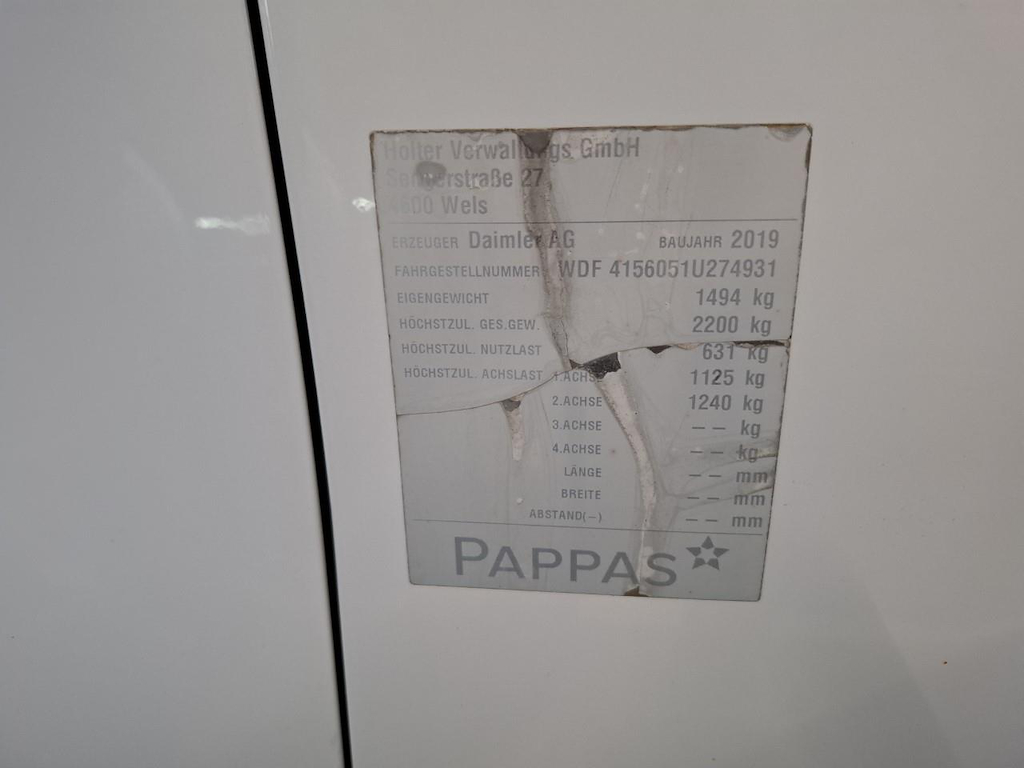 Holter Verwaltungs GmbH
27
Wels
ERZEUGER Daimler AG BAUJAHR 2019
FAHRGESTELLNUMMER WDF 4156051U274931
EIGENGEWICHT 1494 kg
HÖCHSTZUL. GES.GEW. 2200 kg
HÖCHSTZUL. NUTZLAST 631 kg
HÖCHSTZUL. ACHSLAST 1.ACHSE 1125 kg
2.ACHSE 1240 kg
3.ACHSE -- kg
4.ACHSE -- kg
LÄNGE -- mm
BREITE -- mm
ABSTAND(-) -- mm
PAPPAS